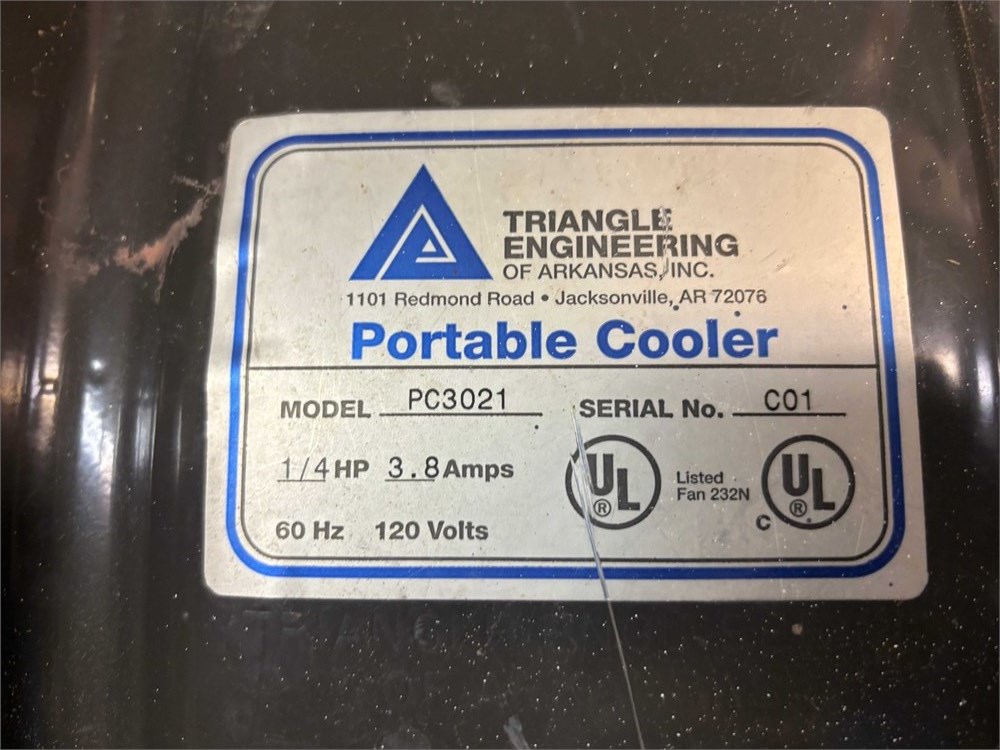 TRIANGLE
ENGINEERING
OF ARKANSAS, INC.
1101 Redmond Road • Jacksonville, AR 72076
Portable Cooler
MODEL PC3021 SERIAL No. C01
1/4 HP 3.8 Amps
UL ®
Listed
Fan 232N
C UL ®
60 Hz 120 Volts